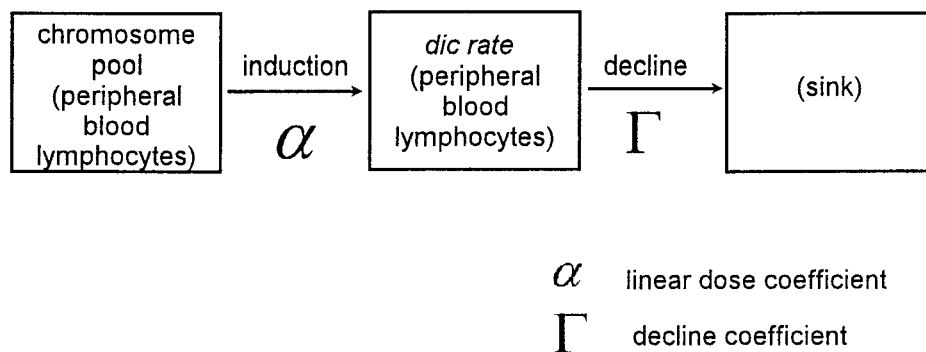 chromosome
pool
(peripheral
blood
lymphocytes)
induction
α
dic rate
(peripheral
blood
lymphocytes)
decline
Γ
(sink)
α linear dose coefficient
Γ decline coefficient